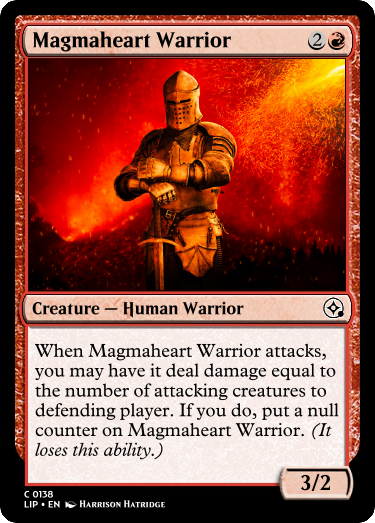 Magmaheart Warrior 2
Creature — Human Warrior
When Magmaheart Warrior attacks,
you may have it deal damage equal to
the number of attacking creatures to
defending player. If you do, put a null
counter on Magmaheart Warrior. (It
loses this ability.)
3/2
C 0138
LIP • EN HARRISON HATRIDGE